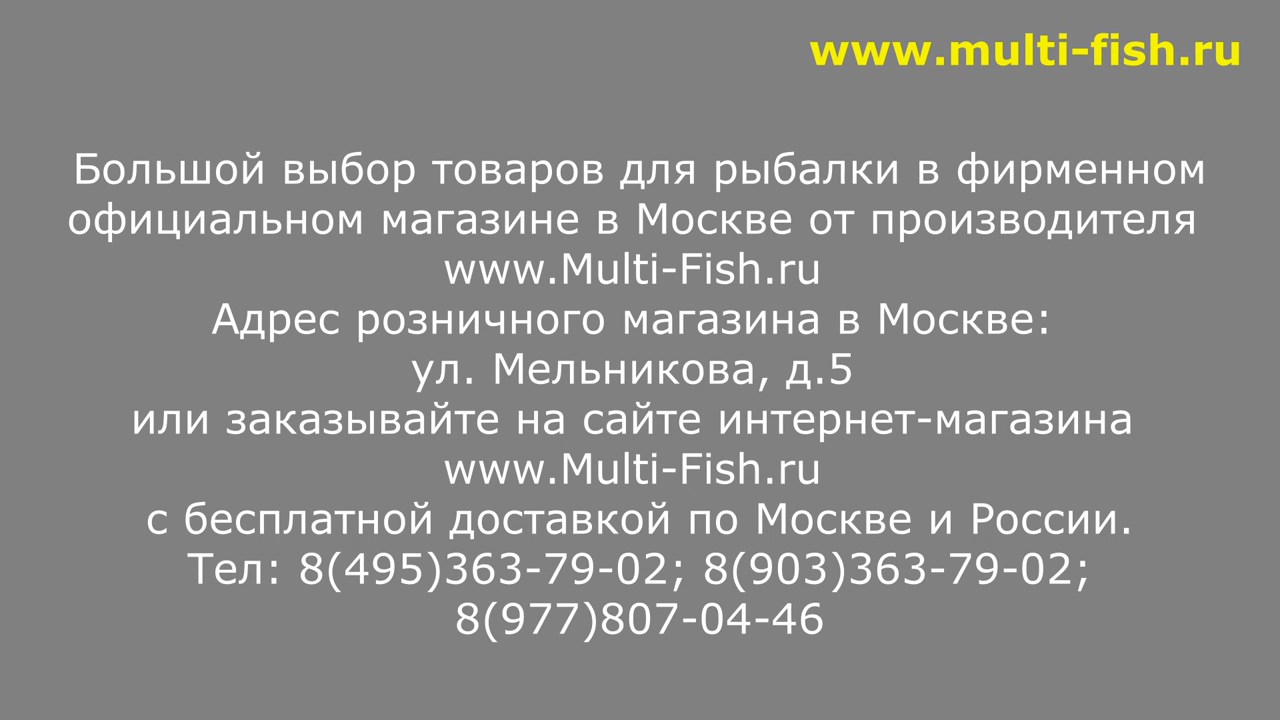 www.multi-fish.ru
Большой выбор товаров для рыбалки в фирменном
официальном магазине в Москве от производителя
www.Multi-Fish.ru
Адрес розничного магазина в Москве:
ул. Мельникова, д.5
или заказывайте на сайте интернет-магазина
www.Multi-Fish.ru
с бесплатной доставкой по Москве и России.
Тел: 8(495)363-79-02; 8(903)363-79-02;
8(977)807-04-46